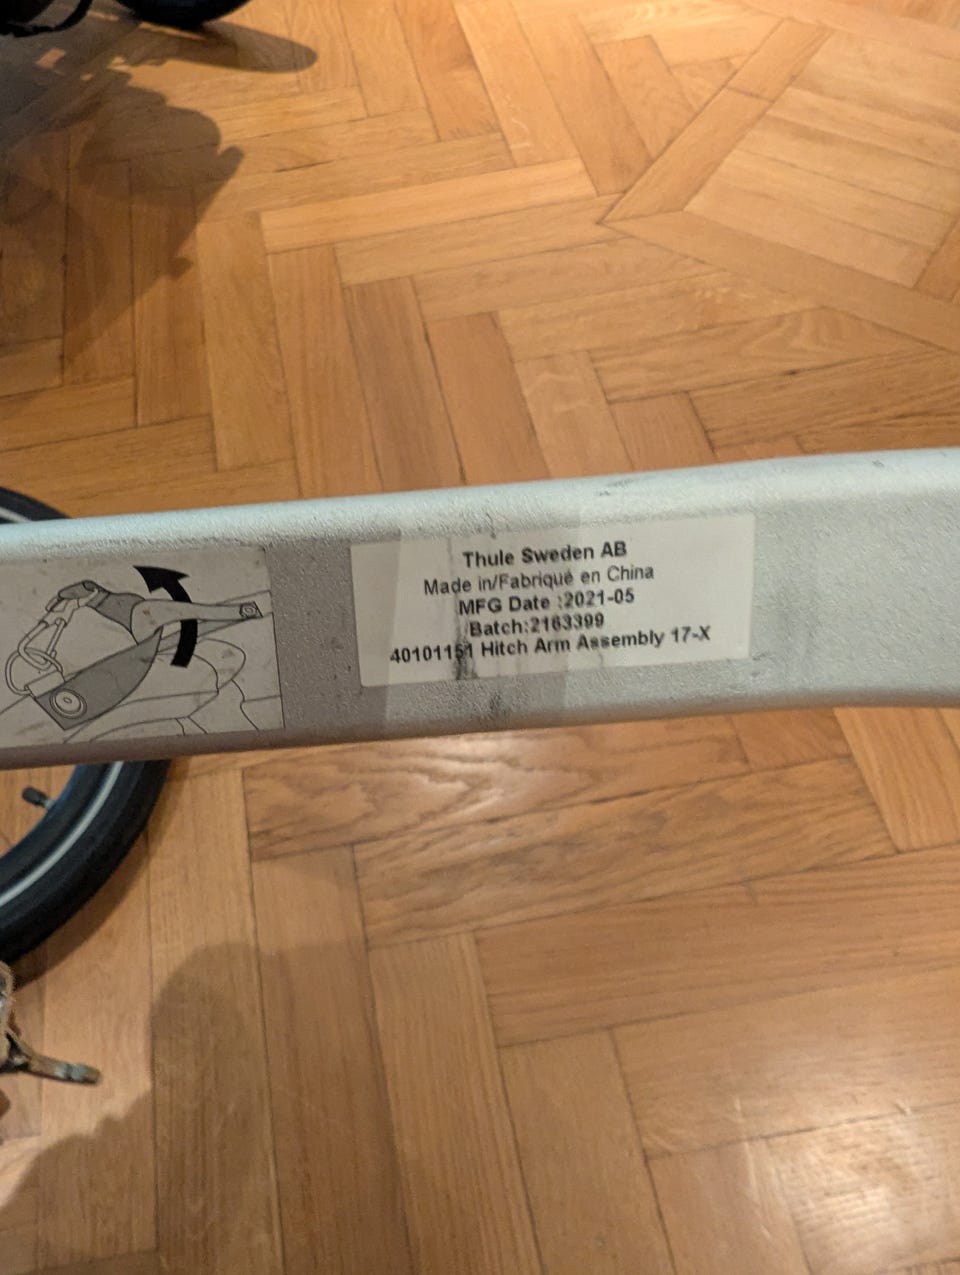 Thule Sweden AB
Made in/Fabriqué en China
MFG Date :2021-05
Batch:2163399
40101151 Hitch Arm Assembly 17-X